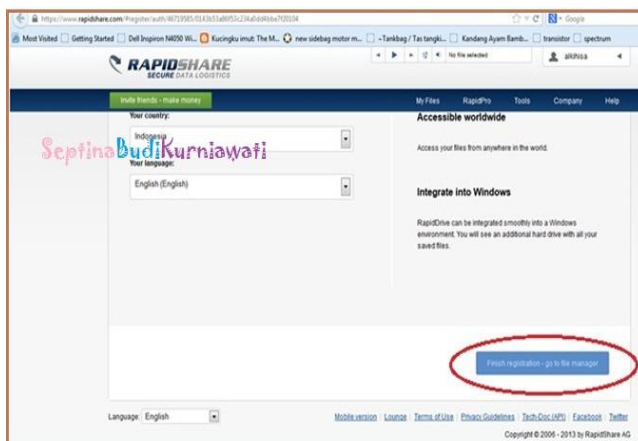 https://www.rapidshare.com/#register/auth/
Google
Most Visited Getting Started Dell Inspiron N4050 Wi... Kucingku imut: The M... new sidebag motor m... ~Tankbag / Tas tangki... Kandang Ayam Bamb... transistor spectrum
RAPIDSHARE
SECURE DATA LOGISTICS
No file selected
alkhisa
Invite friends - make money
My Files RapidPro Tools Company Help
Your country:
Indonesia
SeptinaBudiKurniawati
Your language:
English (English)
Accessible worldwide
Access your files from anywhere in the world.
Integrate into Windows
RapidDrive can be integrated smoothly into a Windows
environment. You will see an additional hard drive with all your
saved files.
Finish registration - go to file manager
Language: English
Mobile version | Lounge | Terms of Use | Privacy Guidelines | Tech-Doc (API) | Facebook | Twitter
Copyright © 2006 - 2013 by RapidShare AG